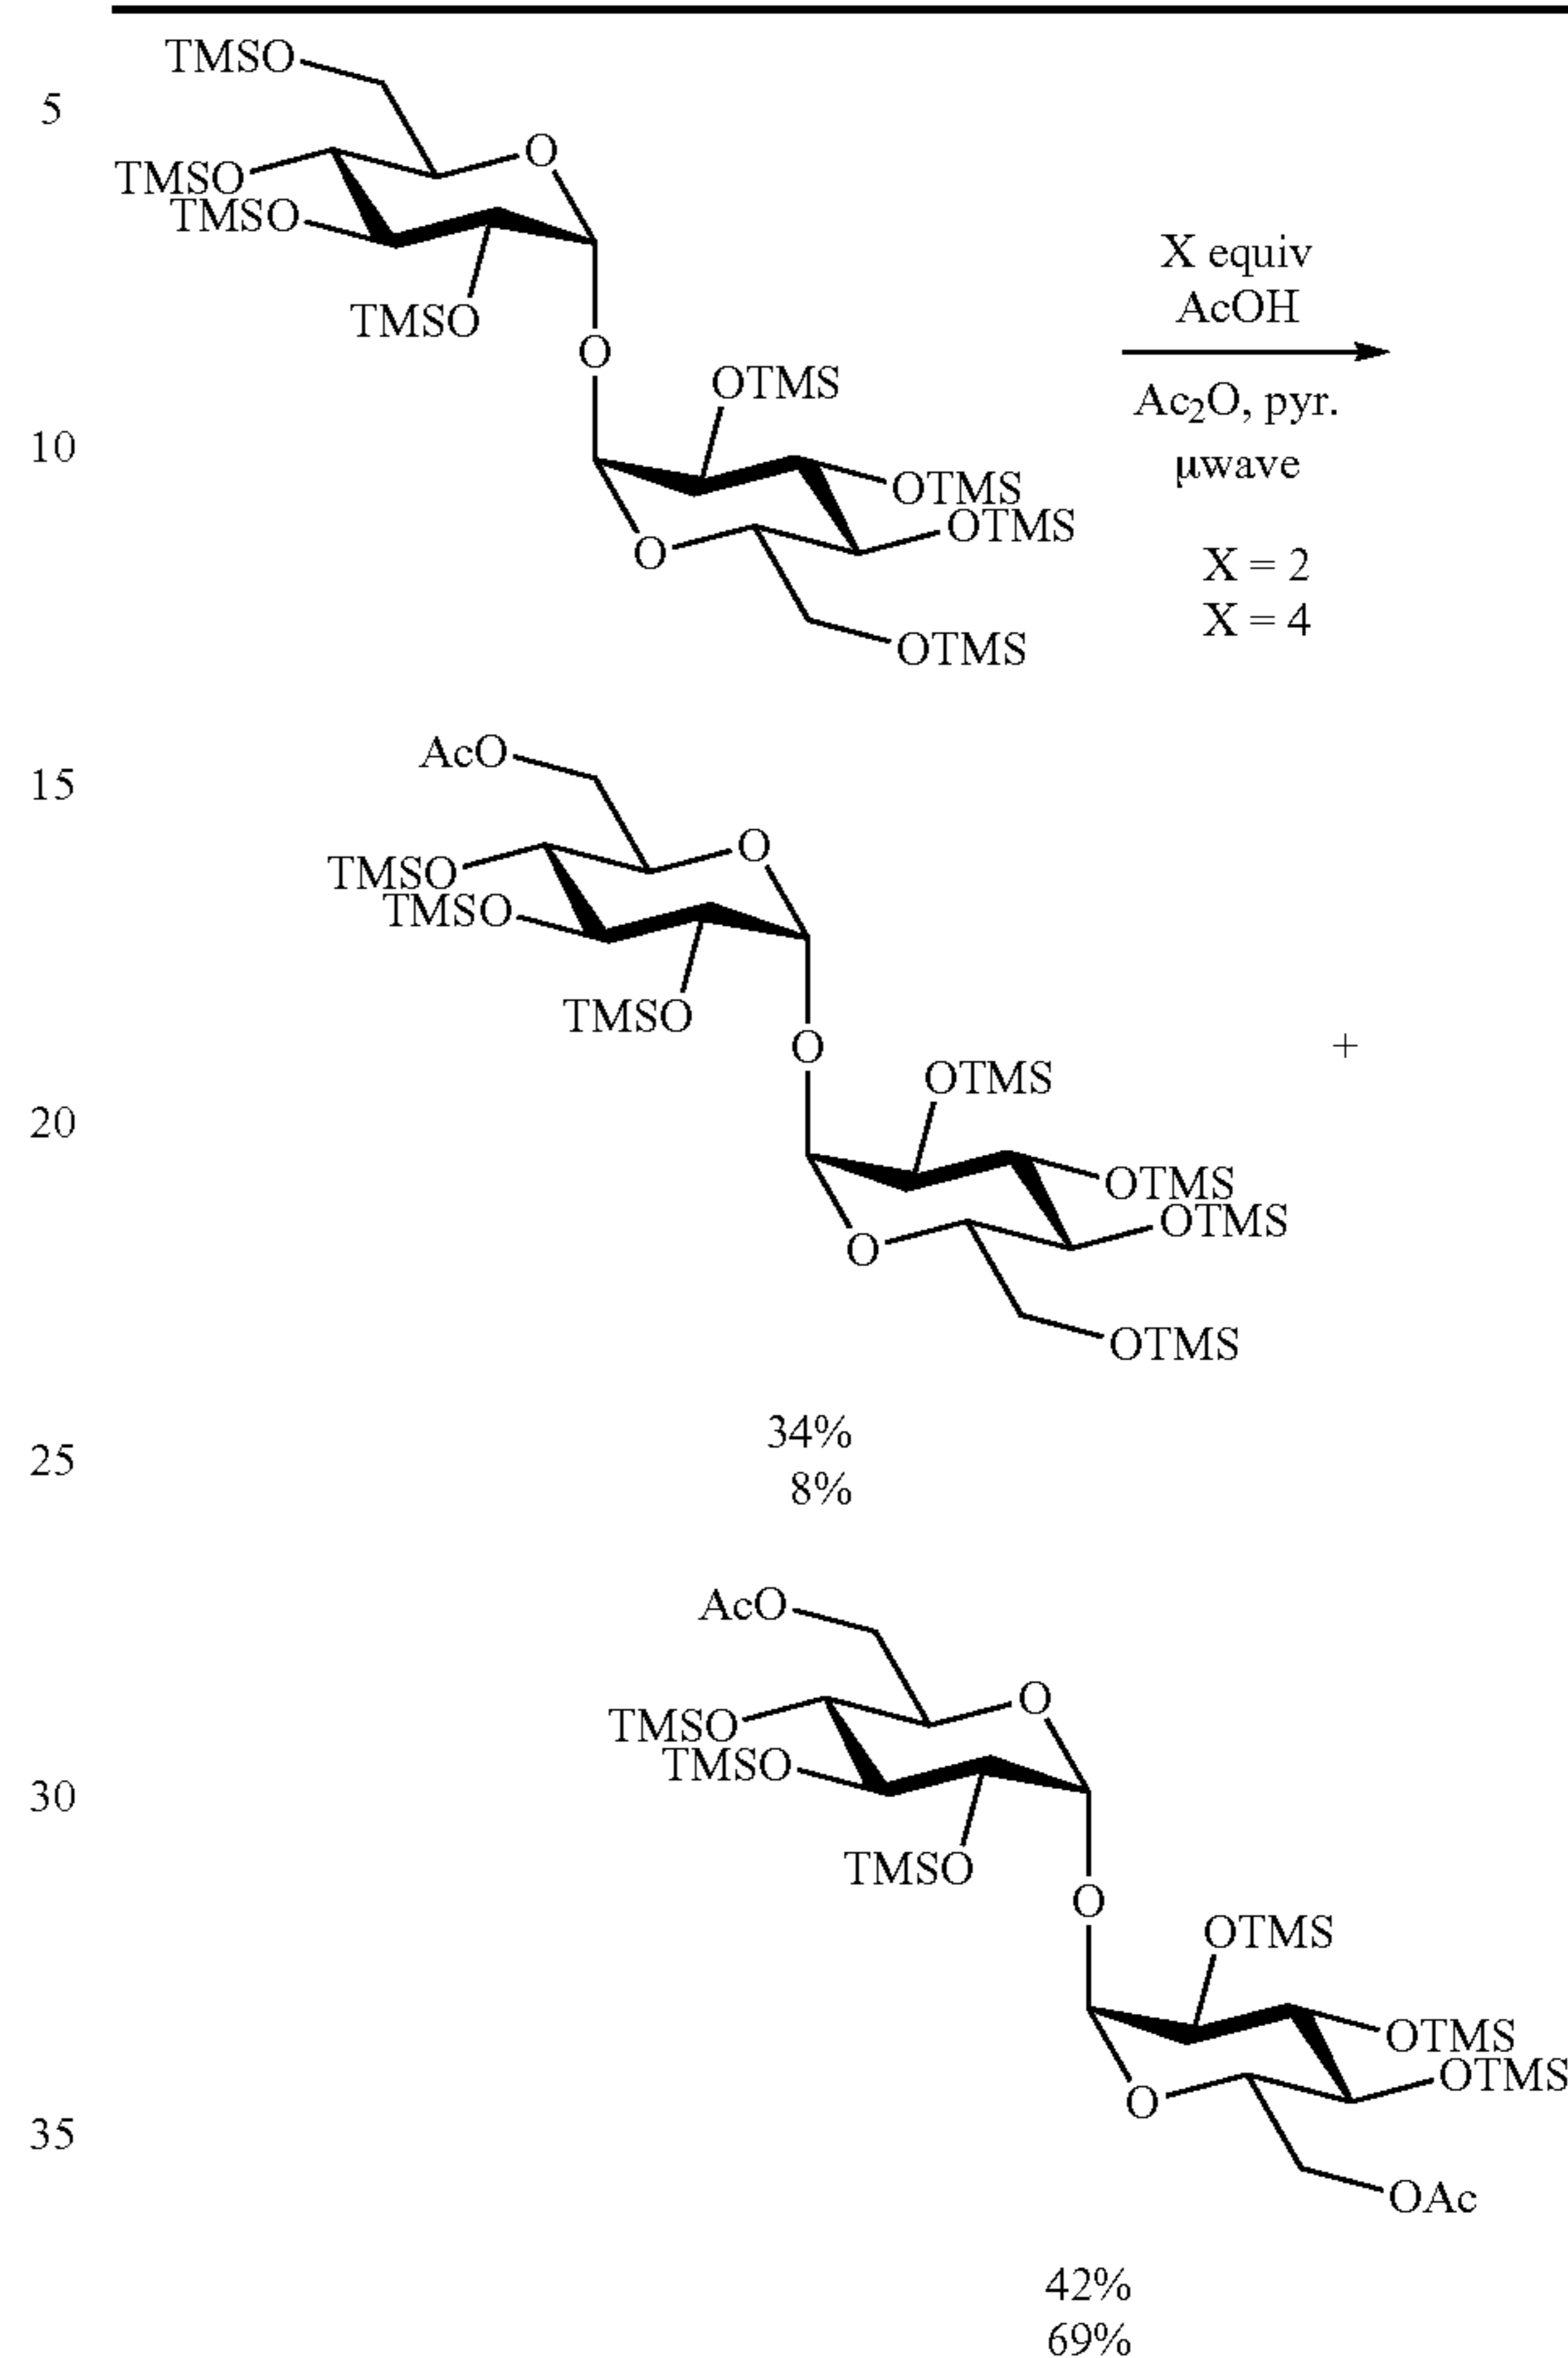 TMSO
5
O
TMSO
TMSO
X equiv
AcOH
TMSO
O
OTMS
Ac₂O, pyr.
10
μwave
OTMS
OTMS
O
X = 2
X = 4
OTMS
AcO
15
O
TMSO
TMSO
TMSO
O
+
OTMS
20
OTMS
OTMS
O
OTMS
34%
25
8%
AcO
O
TMSO
TMSO
30
TMSO
O
OTMS
OTMS
OTMS
O
35
OAc
42%
69%